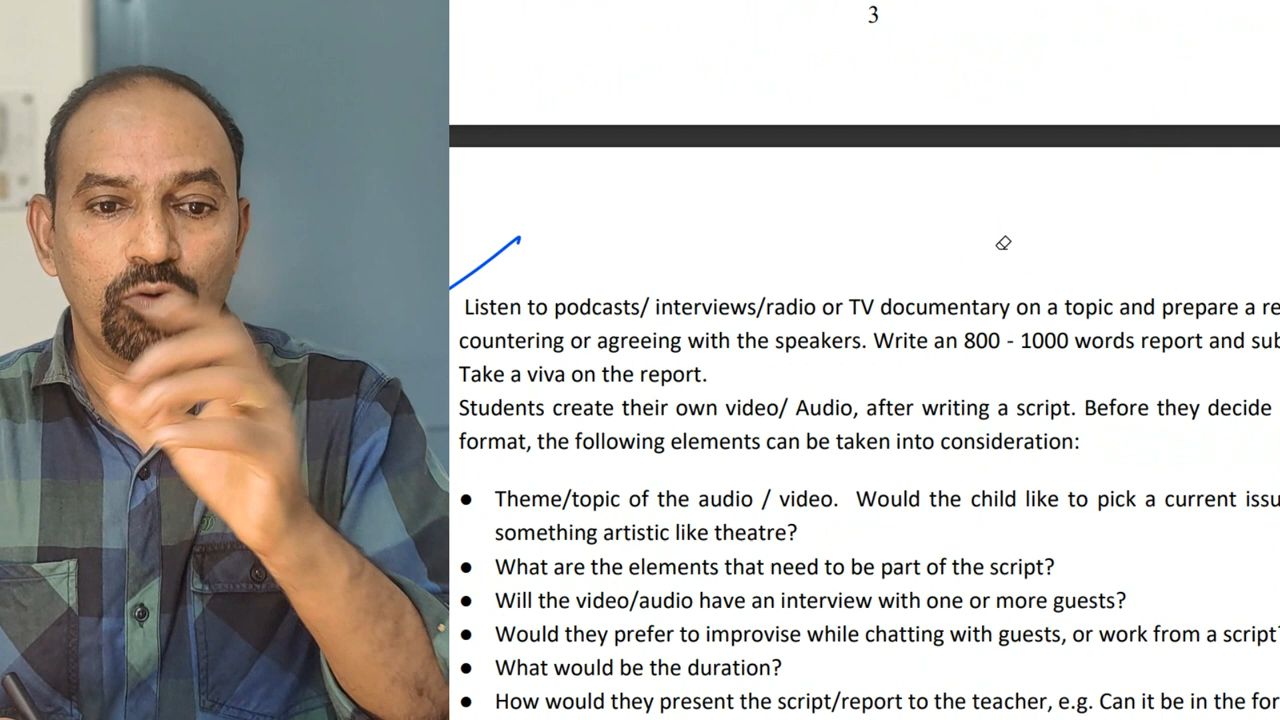 3
Listen to podcasts/ interviews/radio or TV documentary on a topic and prepare a re
countering or agreeing with the speakers. Write an 800 - 1000 words report and sub
Take a viva on the report.
Students create their own video/ Audio, after writing a script. Before they decide
format, the following elements can be taken into consideration:
● Theme/topic of the audio / video. Would the child like to pick a current issu
something artistic like theatre?
● What are the elements that need to be part of the script?
● Will the video/audio have an interview with one or more guests?
● Would they prefer to improvise while chatting with guests, or work from a script?
● What would be the duration?
● How would they present the script/report to the teacher, e.g. Can it be in the for